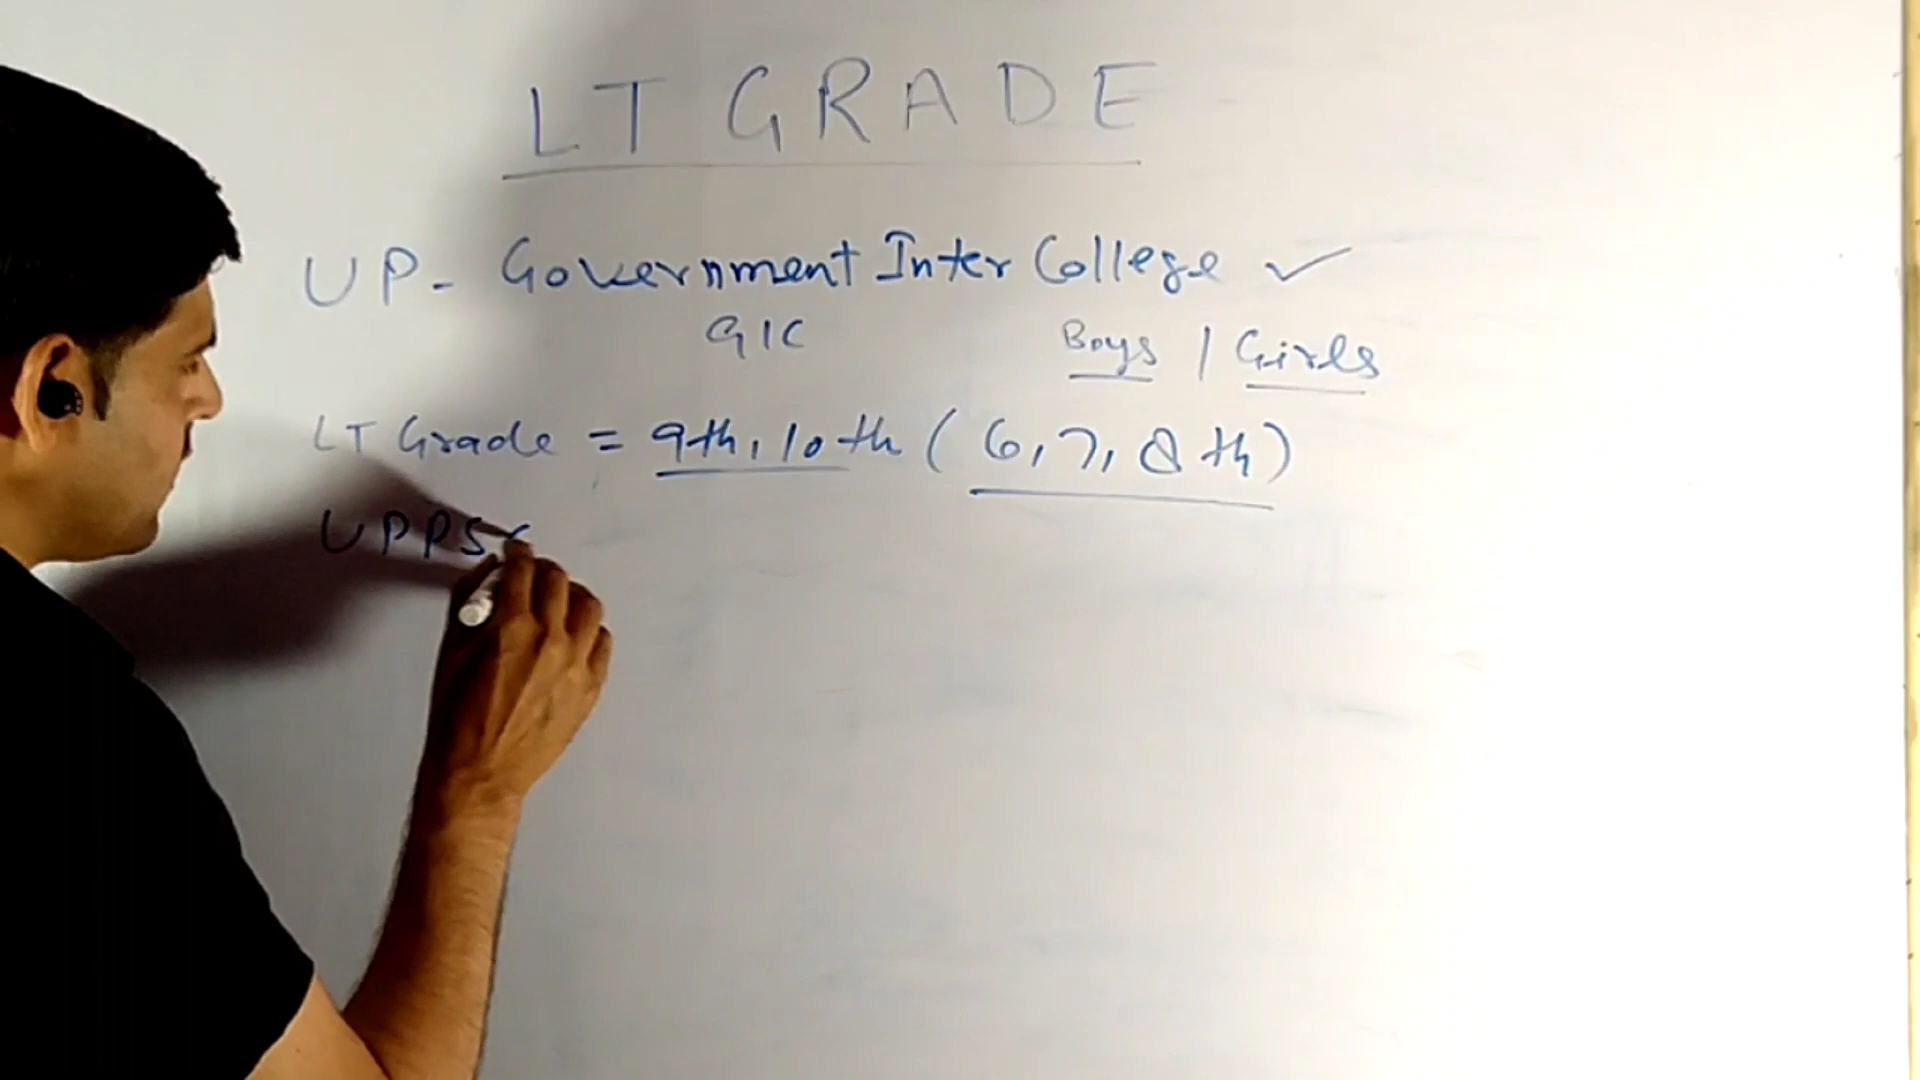 LT GRADE
UP - Government Inter College ✓
GIC Boys / Girls
LT Grade = 9th, 10th (6, 7, 8th)
UPPSC